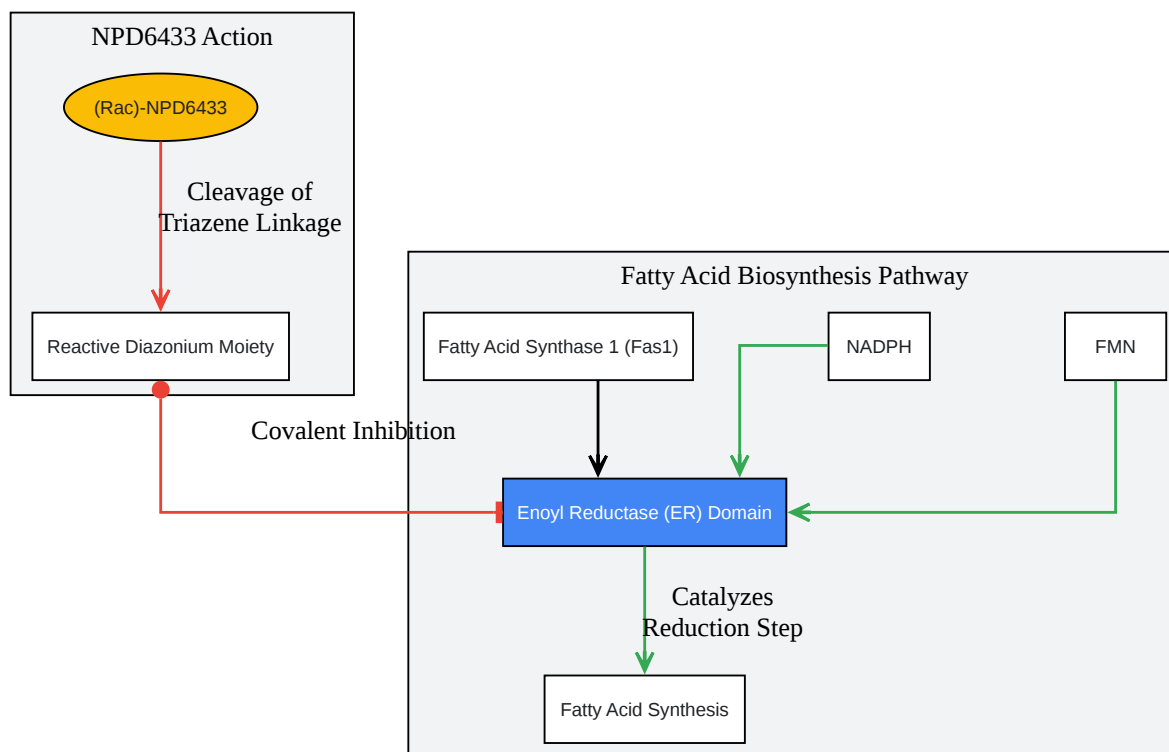 NPD6433 Action
(Rac)-NPD6433
Cleavage of
Triazene Linkage
Reactive Diazonium Moiety
Covalent Inhibition
Fatty Acid Biosynthesis Pathway
Fatty Acid Synthase 1 (Fas1)
NADPH
FMN
Enoyl Reductase (ER) Domain
Catalyzes
Reduction Step
Fatty Acid Synthesis